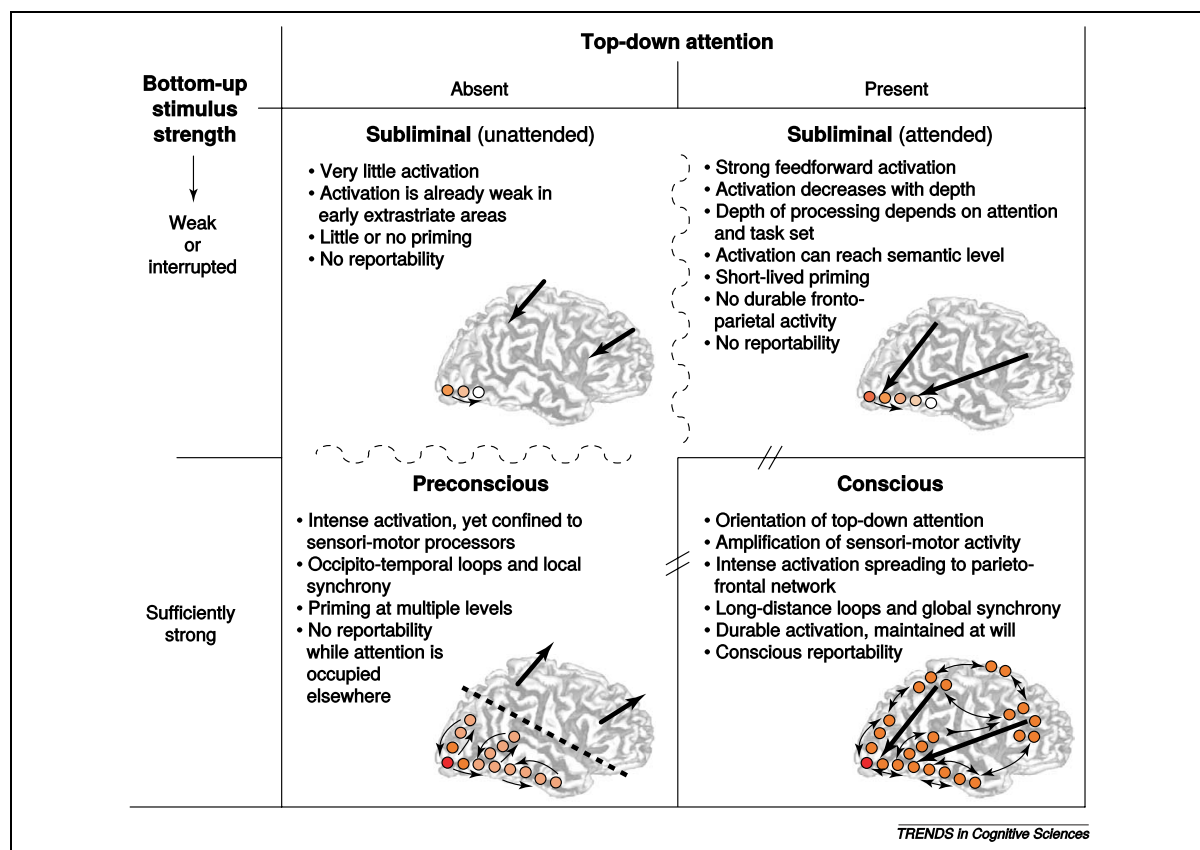 Top-down attention
Bottom-up
stimulus
strength
Absent
Present
Weak
or
interrupted
Subliminal (unattended)
• Very little activation
• Activation is already weak in
early extrastriate areas
• Little or no priming
• No reportability
Subliminal (attended)
• Strong feedforward activation
• Activation decreases with depth
• Depth of processing depends on attention
and task set
• Activation can reach semantic level
• Short-lived priming
• No durable fronto-
parietal activity
• No reportability
Sufficiently
strong
Preconscious
• Intense activation, yet confined to
sensori-motor processors
• Occipito-temporal loops and local
synchrony
• Priming at multiple levels
• No reportability
while attention is
occupied
elsewhere
Conscious
• Orientation of top-down attention
• Amplification of sensori-motor activity
• Intense activation spreading to parieto-
frontal network
• Long-distance loops and global synchrony
• Durable activation, maintained at will
• Conscious reportability
TRENDS in Cognitive Sciences